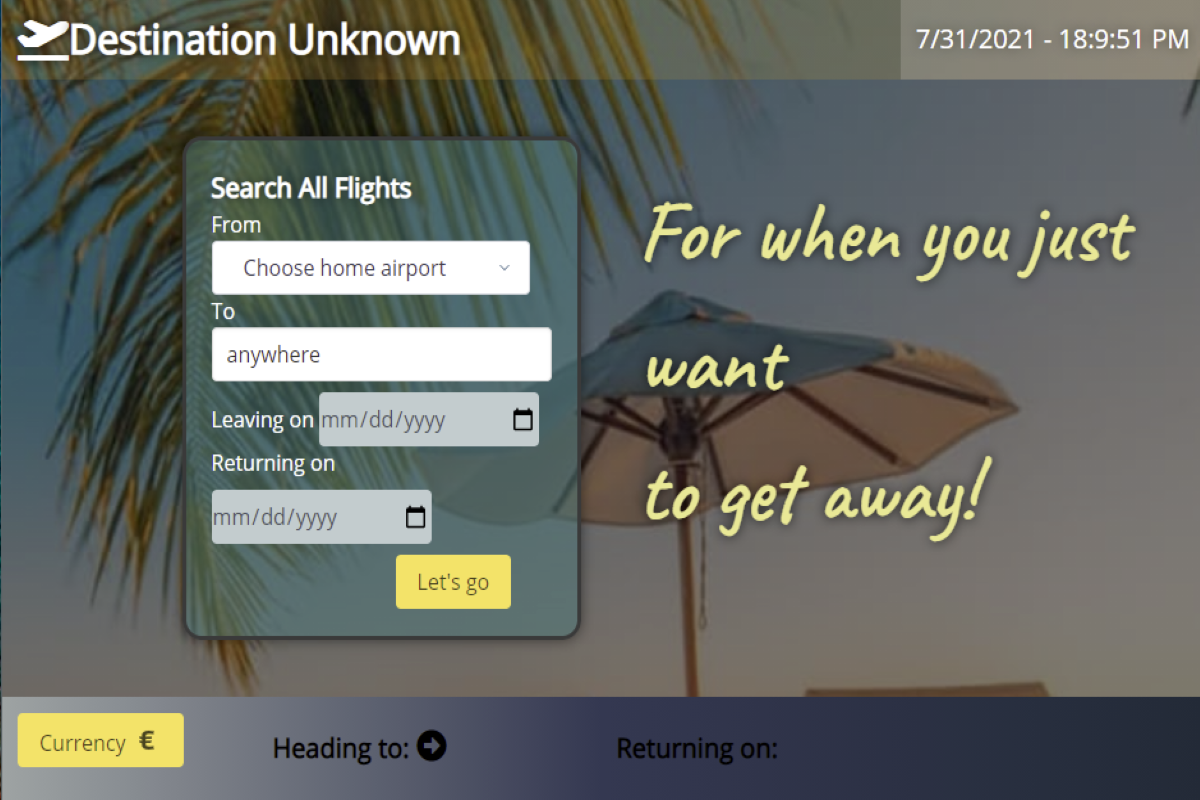 Destination Unknown
7/31/2021 - 18:9:51 PM
Search All Flights
From
Choose home airport
To
anywhere
Leaving on mm/dd/yyyy
Returning on
mm/dd/yyyy
Let's go
For when you just
want
to get away!
Currency €
Heading to:
Returning on: